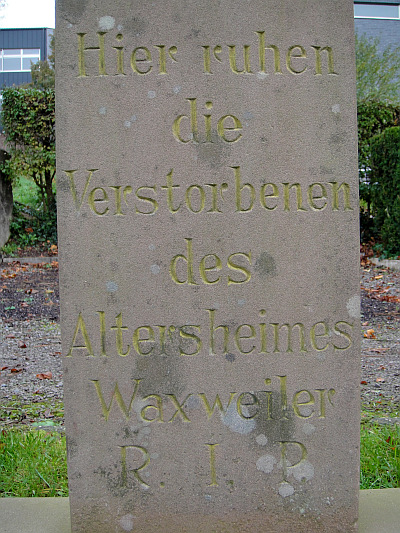 Hier ruhen
die
Verstorbenen
des
Altersheimes
Waxweiler
R. I. P